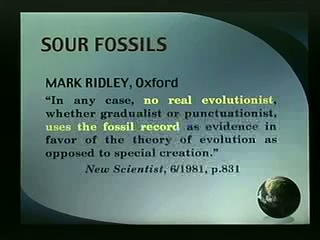 SOUR FOSSILS
MARK RIDLEY, Oxford
“In any case, no real evolutionist,
whether gradualist or punctuationist,
uses the fossil record as evidence in
favor of the theory of evolution as
opposed to special creation.”
New Scientist, 6/1981, p.831